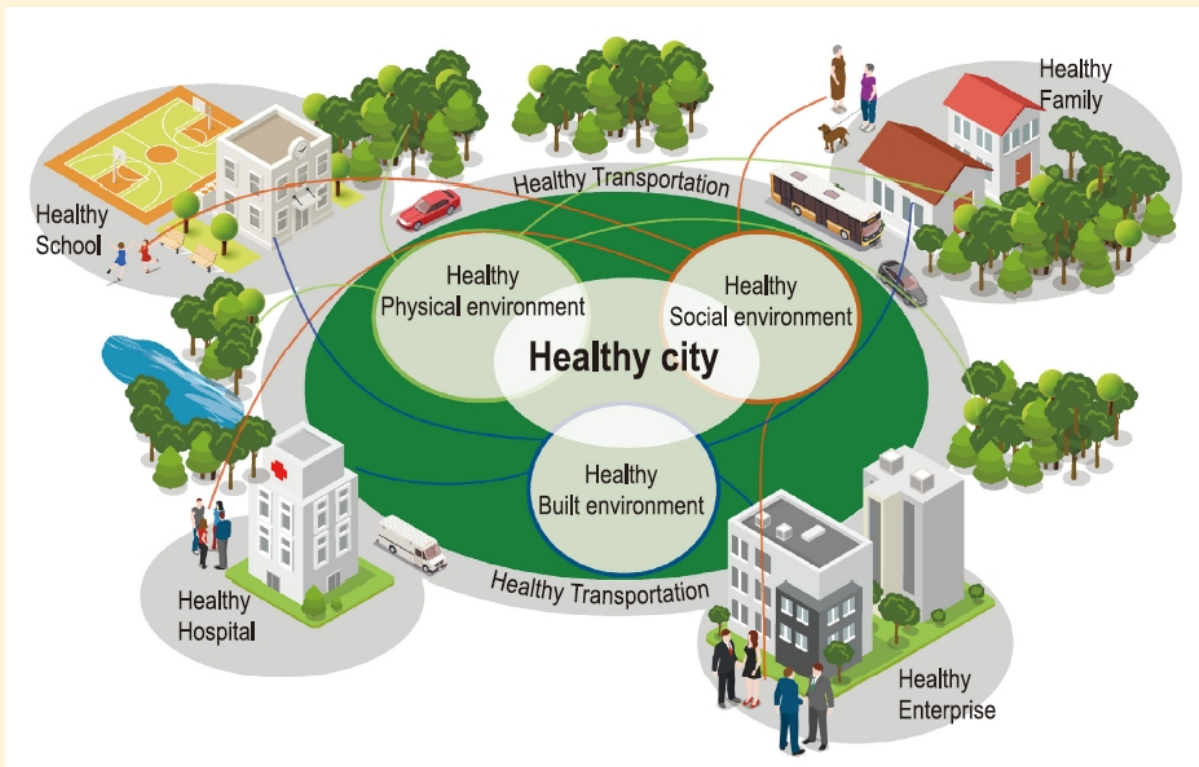 Healthy
Family
Healthy Transportation
Healthy
School
Healthy
Physical environment
Healthy
Social environment
Healthy city
Healthy
Built environment
Healthy Transportation
Healthy
Hospital
Healthy
Enterprise